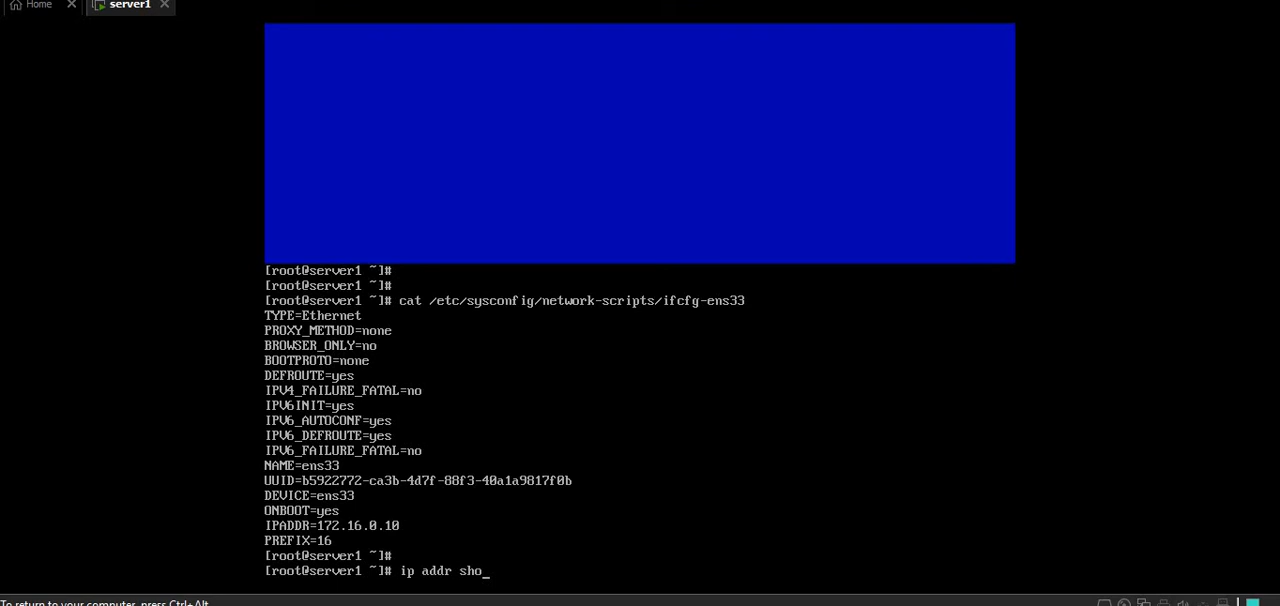 Home
server1
[root@server1 ~]#
[root@server1 ~]#
[root@server1 ~]# cat /etc/sysconfig/network-scripts/ifcfg-ens33
TYPE=Ethernet
PROXY_METHOD=none
BROWSER_ONLY=no
BOOTPROTO=none
DEFROUTE=yes
IPV4_FAILURE_FATAL=no
IPV6INIT=yes
IPV6_AUTOCONF=yes
IPV6_DEFROUTE=yes
IPV6_FAILURE_FATAL=no
NAME=ens33
UUID=b5922772-ca3b-4d7f-88f3-40a1a9817f0b
DEVICE=ens33
ONBOOT=yes
IPADDR=172.16.0.10
PREFIX=16
[root@server1 ~]#
[root@server1 ~]# ip addr sho_
To return to your computer, press Ctrl+Alt.